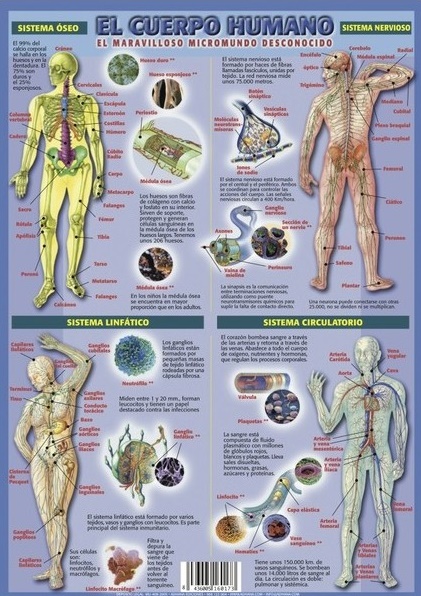 EL CUERPO HUMANO
EL MARAVILLOSO MICROMUNDO DESCONOCIDO
SISTEMA ÓSEO
El 99% del
calcio corporal
se halla en los
huesos y en la
dentadura. El
75% son
duros y
el 25%
esponjosos.
Cráneo
Cervicales
Clavícula
Escápula
Esternón
Costillas
Húmero
Columna
vertebral
Cadera
Cúbito
Radio
Carpo
Metacarpo
Falanges
Fémur
Tibia
Sacro
Rótula
Peroné
Tarso
Metatarso
Falanges
Calcáneo
Hueso duro
Hueso esponjoso
Periostio
Médula ósea
Los huesos son fibras
de colágeno con calcio
y fosfato en su interior.
Sirven de soporte,
protegen y generan
células sanguíneas en
la médula ósea de los
huesos largos. Tenemos
unos 206 huesos.
Médula ósea
En los niños la médula ósea
se encuentra en mayor
proporción que en los adultos.
SISTEMA NERVIOSO
El sistema nervioso está
formado por haces de fibras
llamadas fascículos, unidas por
tejido. La red nerviosa mide
unos 75.000 metros.
Encéfalo
Cerebelo
Médula espinal
Radial
óptico
Trigémino
Mediano
Cubital
Plexo braquial
Ganglio espinal
Femoral
Ciático
Peroneo
Tibial
Safeno
Plantar
Botón
sináptico
Vesículas
sinápticas
Moléculas
neurotrans-
misoras
Iones
de sodio
El sistema nervioso está formado
por el central y el periférico. Ambos
se coordinan para controlar las
acciones del cuerpo. Las señales
nerviosas circulan a 400 Km/hora.
Ganglio
nervioso
Sección de
un nervio
Axones
Vaina de
mielina
Perineuro
La sinapsis es la comunicación
entre terminaciones nerviosas,
utilizando como puente
neurotransmisores químicos para
suplir la falta de contacto directo.
Una neurona puede conectarse con otras
25.000, no se dividen ni se multiplican.
SISTEMA LINFÁTICO
Capilares
linfáticos
Ganglios
cubitales
Los ganglios
linfáticos están
formados por
pequeñas masas
de tejido linfático
rodeadas por una
cápsula fibrosa.
Neutrófilo
Timo
Ganglios
axilares
Conducto
torácico
Bazo
Ganglios
aórticos
Ganglios
ilíacos
Cisterna
de Pecquet
Ganglios
inguinales
Ganglios
poplíteos
Capilares
linfáticos
Miden entre 1 y 20 mm., forman
leucocitos y tienen un papel
destacado contra las infecciones
Ganglio
linfático
El sistema linfático está formado por varios
tejidos, vasos y ganglios con leucocitos. Es parte
principal del sistema inmunitario.
Sus células
son:
linfocitos,
neutrófilos y
macrófagos.
Filtra y
depura la
sangre que
viene de los
tejidos antes
de volver al
torrente
sanguíneo.
Linfocito Macrófago
SISTEMA CIRCULATORIO
El corazón bombea sangre a través
de las arterias y retorna a través de
las venas. Abastece a todo el cuerpo
de oxígeno, nutrientes y hormonas,
que regulan los procesos corporales.
Arteria
Carótida
Vena
yugular
Aorta
Cava
Válvula
Plaquetas
La sangre está
compuesta de fluido
plasmático con millones
de glóbulos rojos,
blancos y plaquetas. Lleva
sales disueltas,
hormonas, grasas,
azúcares y proteínas.
Arteria
y vena
mesentérica
Arteria
y vena
ilíaca
Linfocito
Capa elástica
Vaso
sanguíneo
Hematíes
Arteria
femoral
Vena
femoral
Arterias
y Venas
tibiales
Arterias
y Venas
dorsales
Tiene unos 150.000 km. de
vasos sanguíneos. Se bombean
unos 14.000 litros de sangre al
día. La circulación es doble:
pulmonar y sistémica.
8 436005 160173